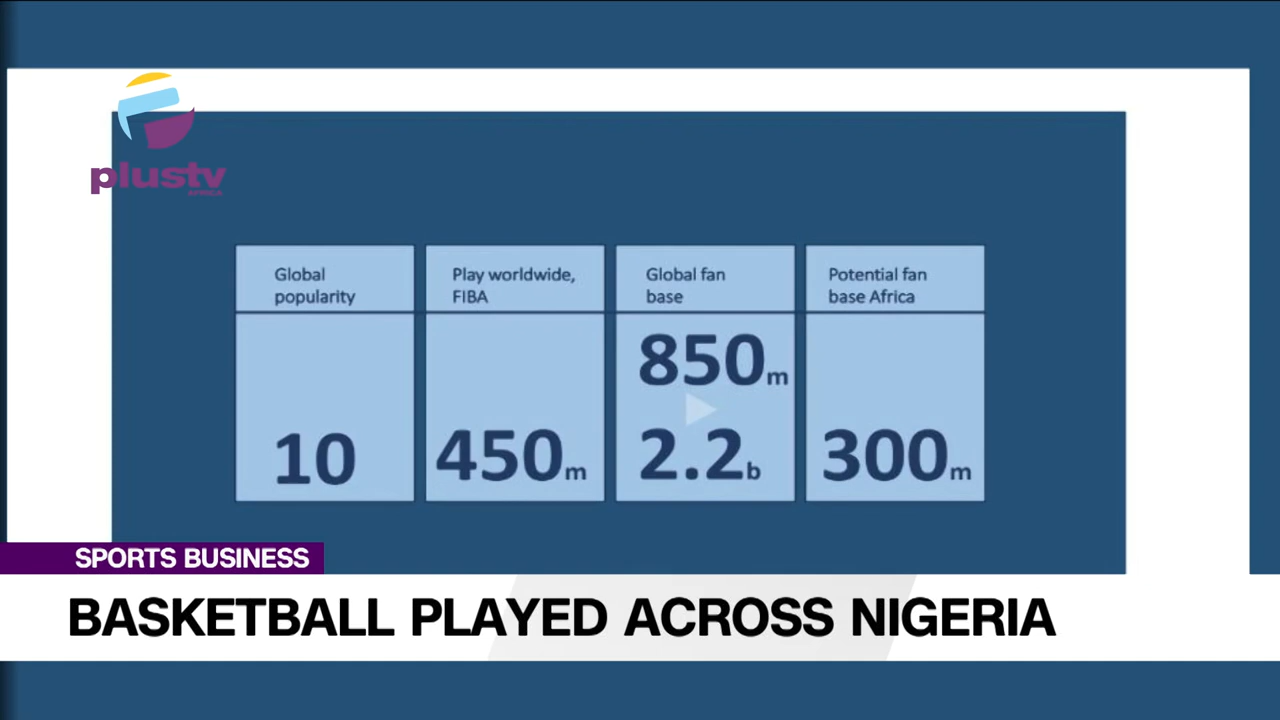 plustv
AFRICA
Global
popularity
10
Play worldwide,
FIBA
450m
Global fan
base
850m
2.2b
Potential fan
base Africa
300m
SPORTS BUSINESS
BASKETBALL PLAYED ACROSS NIGERIA